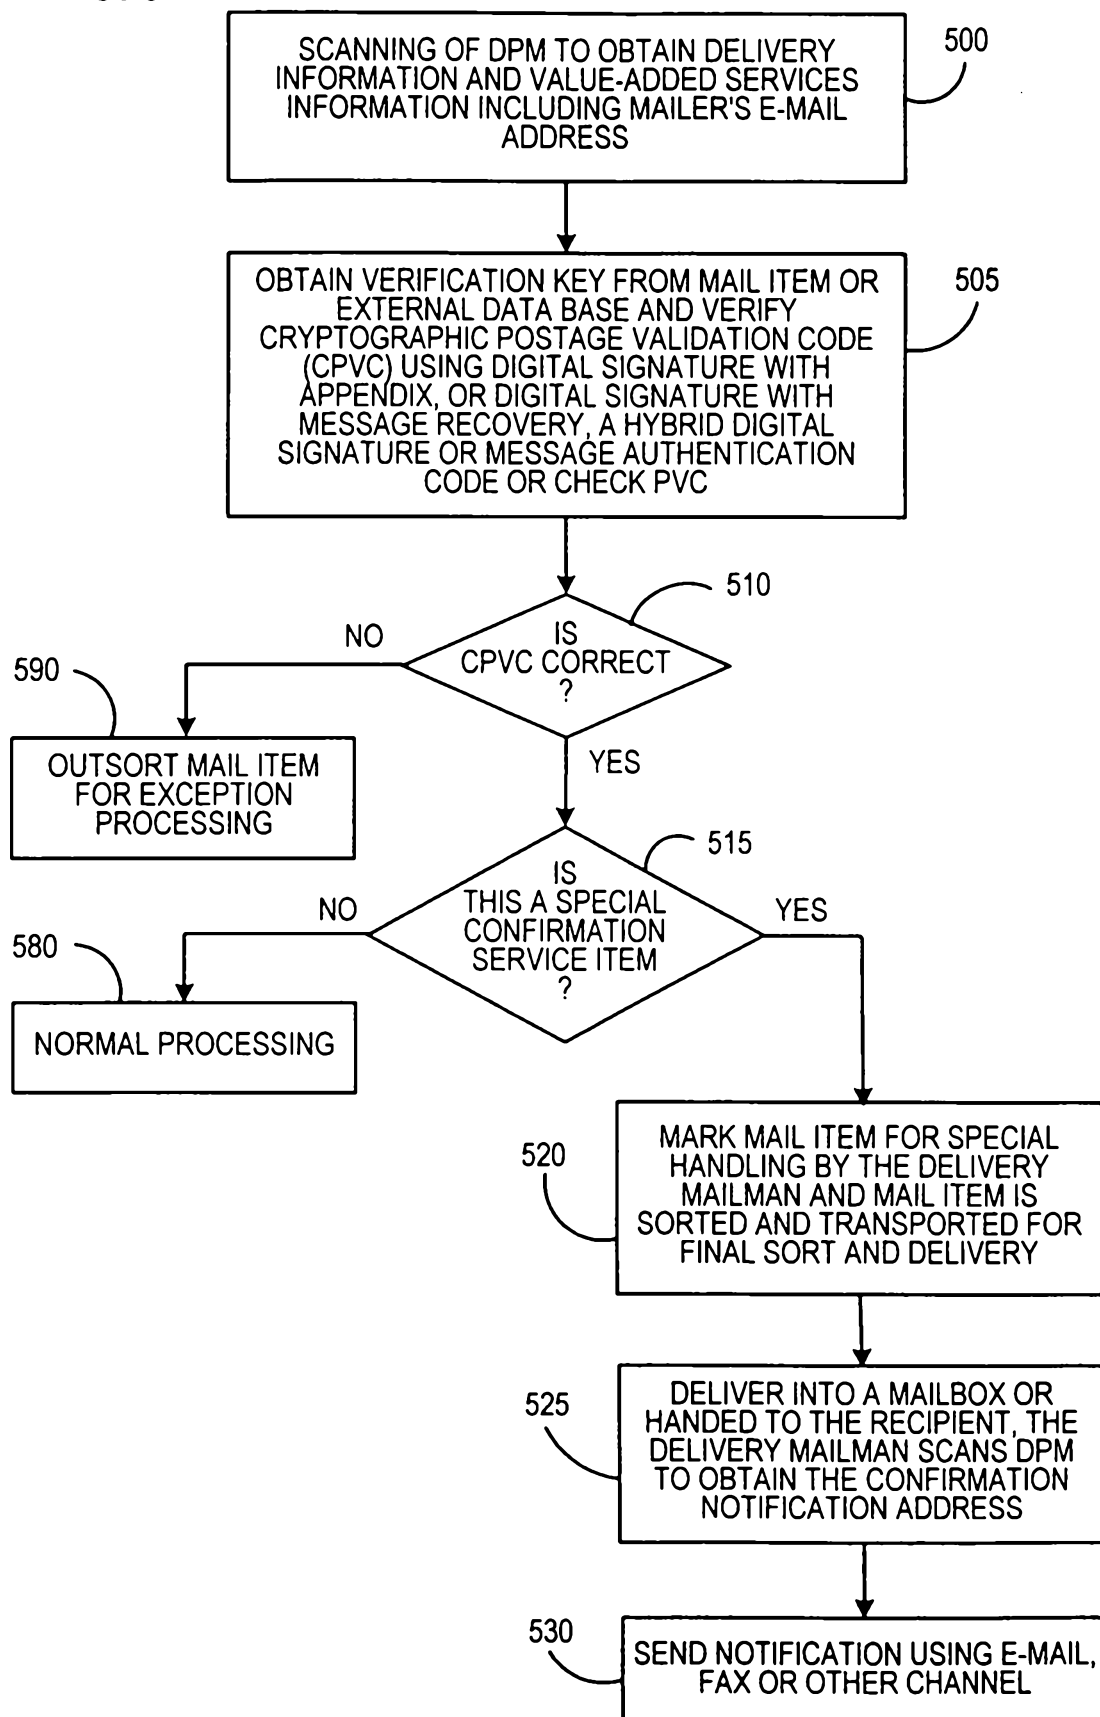 SCANNING OF DPM TO OBTAIN DELIVERY
INFORMATION AND VALUE-ADDED SERVICES
INFORMATION INCLUDING MAILER'S E-MAIL
ADDRESS
500
OBTAIN VERIFICATION KEY FROM MAIL ITEM OR
EXTERNAL DATA BASE AND VERIFY
CRYPTOGRAPHIC POSTAGE VALIDATION CODE
(CPVC) USING DIGITAL SIGNATURE WITH
APPENDIX, OR DIGITAL SIGNATURE WITH
MESSAGE RECOVERY, A HYBRID DIGITAL
SIGNATURE OR MESSAGE AUTHENTICATION
CODE OR CHECK PVC
505
510
IS
CPVC CORRECT
?
NO
YES
590
OUTSORT MAIL ITEM
FOR EXCEPTION
PROCESSING
515
IS
THIS A SPECIAL
CONFIRMATION
SERVICE ITEM
?
NO
YES
580
NORMAL PROCESSING
520
MARK MAIL ITEM FOR SPECIAL
HANDLING BY THE DELIVERY
MAILMAN AND MAIL ITEM IS
SORTED AND TRANSPORTED FOR
FINAL SORT AND DELIVERY
525
DELIVER INTO A MAILBOX OR
HANDED TO THE RECIPIENT, THE
DELIVERY MAILMAN SCANS DPM
TO OBTAIN THE CONFIRMATION
NOTIFICATION ADDRESS
530
SEND NOTIFICATION USING E-MAIL,
FAX OR OTHER CHANNEL